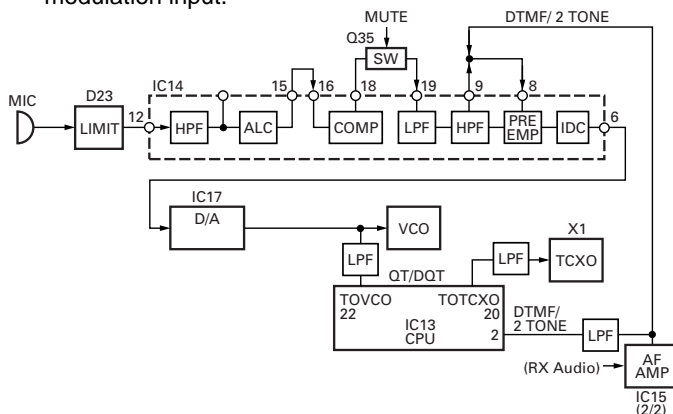 modulation input.
MUTE
DTMF/ 2 TONE
Q35
SW
IC14
15
16
18
19
9
8
MIC
D23
LIMIT
12
HPF
ALC
COMP
LPF
HPF
PRE
EMP
IDC
6
IC17
D/A
VCO
X1
LPF
LPF
TCXO
QT/DQT
TOVCO
22
TOTCXO
20
IC13
CPU
2
DTMF/
2 TONE
LPF
(RX Audio)
AF
AMP
IC15
(2/2)